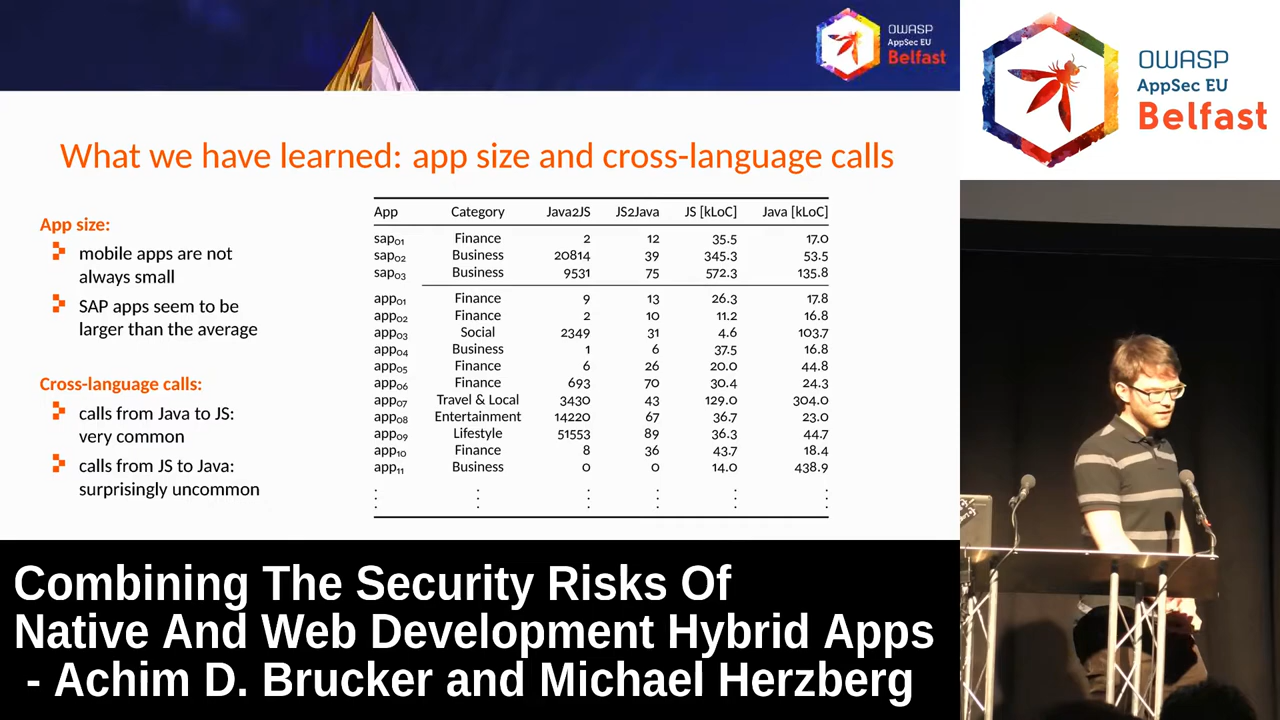 OWASP
AppSec EU
Belfast
OWASP
AppSec EU
Belfast
What we have learned: app size and cross-language calls
App size:
mobile apps are not
always small
SAP apps seem to be
larger than the average
Cross-language calls:
calls from Java to JS:
very common
calls from JS to Java:
surprisingly uncommon
App Category Java2JS JS2Java JS [kLoC] Java [kLoC]
sap01 Finance 2 12 35.5 17.0
sap02 Business 20814 39 345.3 53.5
sap03 Business 9531 75 572.3 135.8
app01 Finance 9 13 26.3 17.8
app02 Finance 2 10 11.2 16.8
app03 Social 2349 31 4.6 103.7
app04 Business 1 6 37.5 16.8
app05 Finance 6 26 20.0 44.8
app06 Finance 693 70 30.4 24.3
app07 Travel & Local 3430 43 129.0 304.0
app08 Entertainment 14220 67 36.7 23.0
app09 Lifestyle 51553 89 36.3 44.7
app10 Finance 8 36 43.7 18.4
app11 Business 0 0 14.0 438.9
⋮ ⋮ ⋮ ⋮ ⋮ ⋮
Combining The Security Risks Of
Native And Web Development Hybrid Apps
- Achim D. Brucker and Michael Herzberg